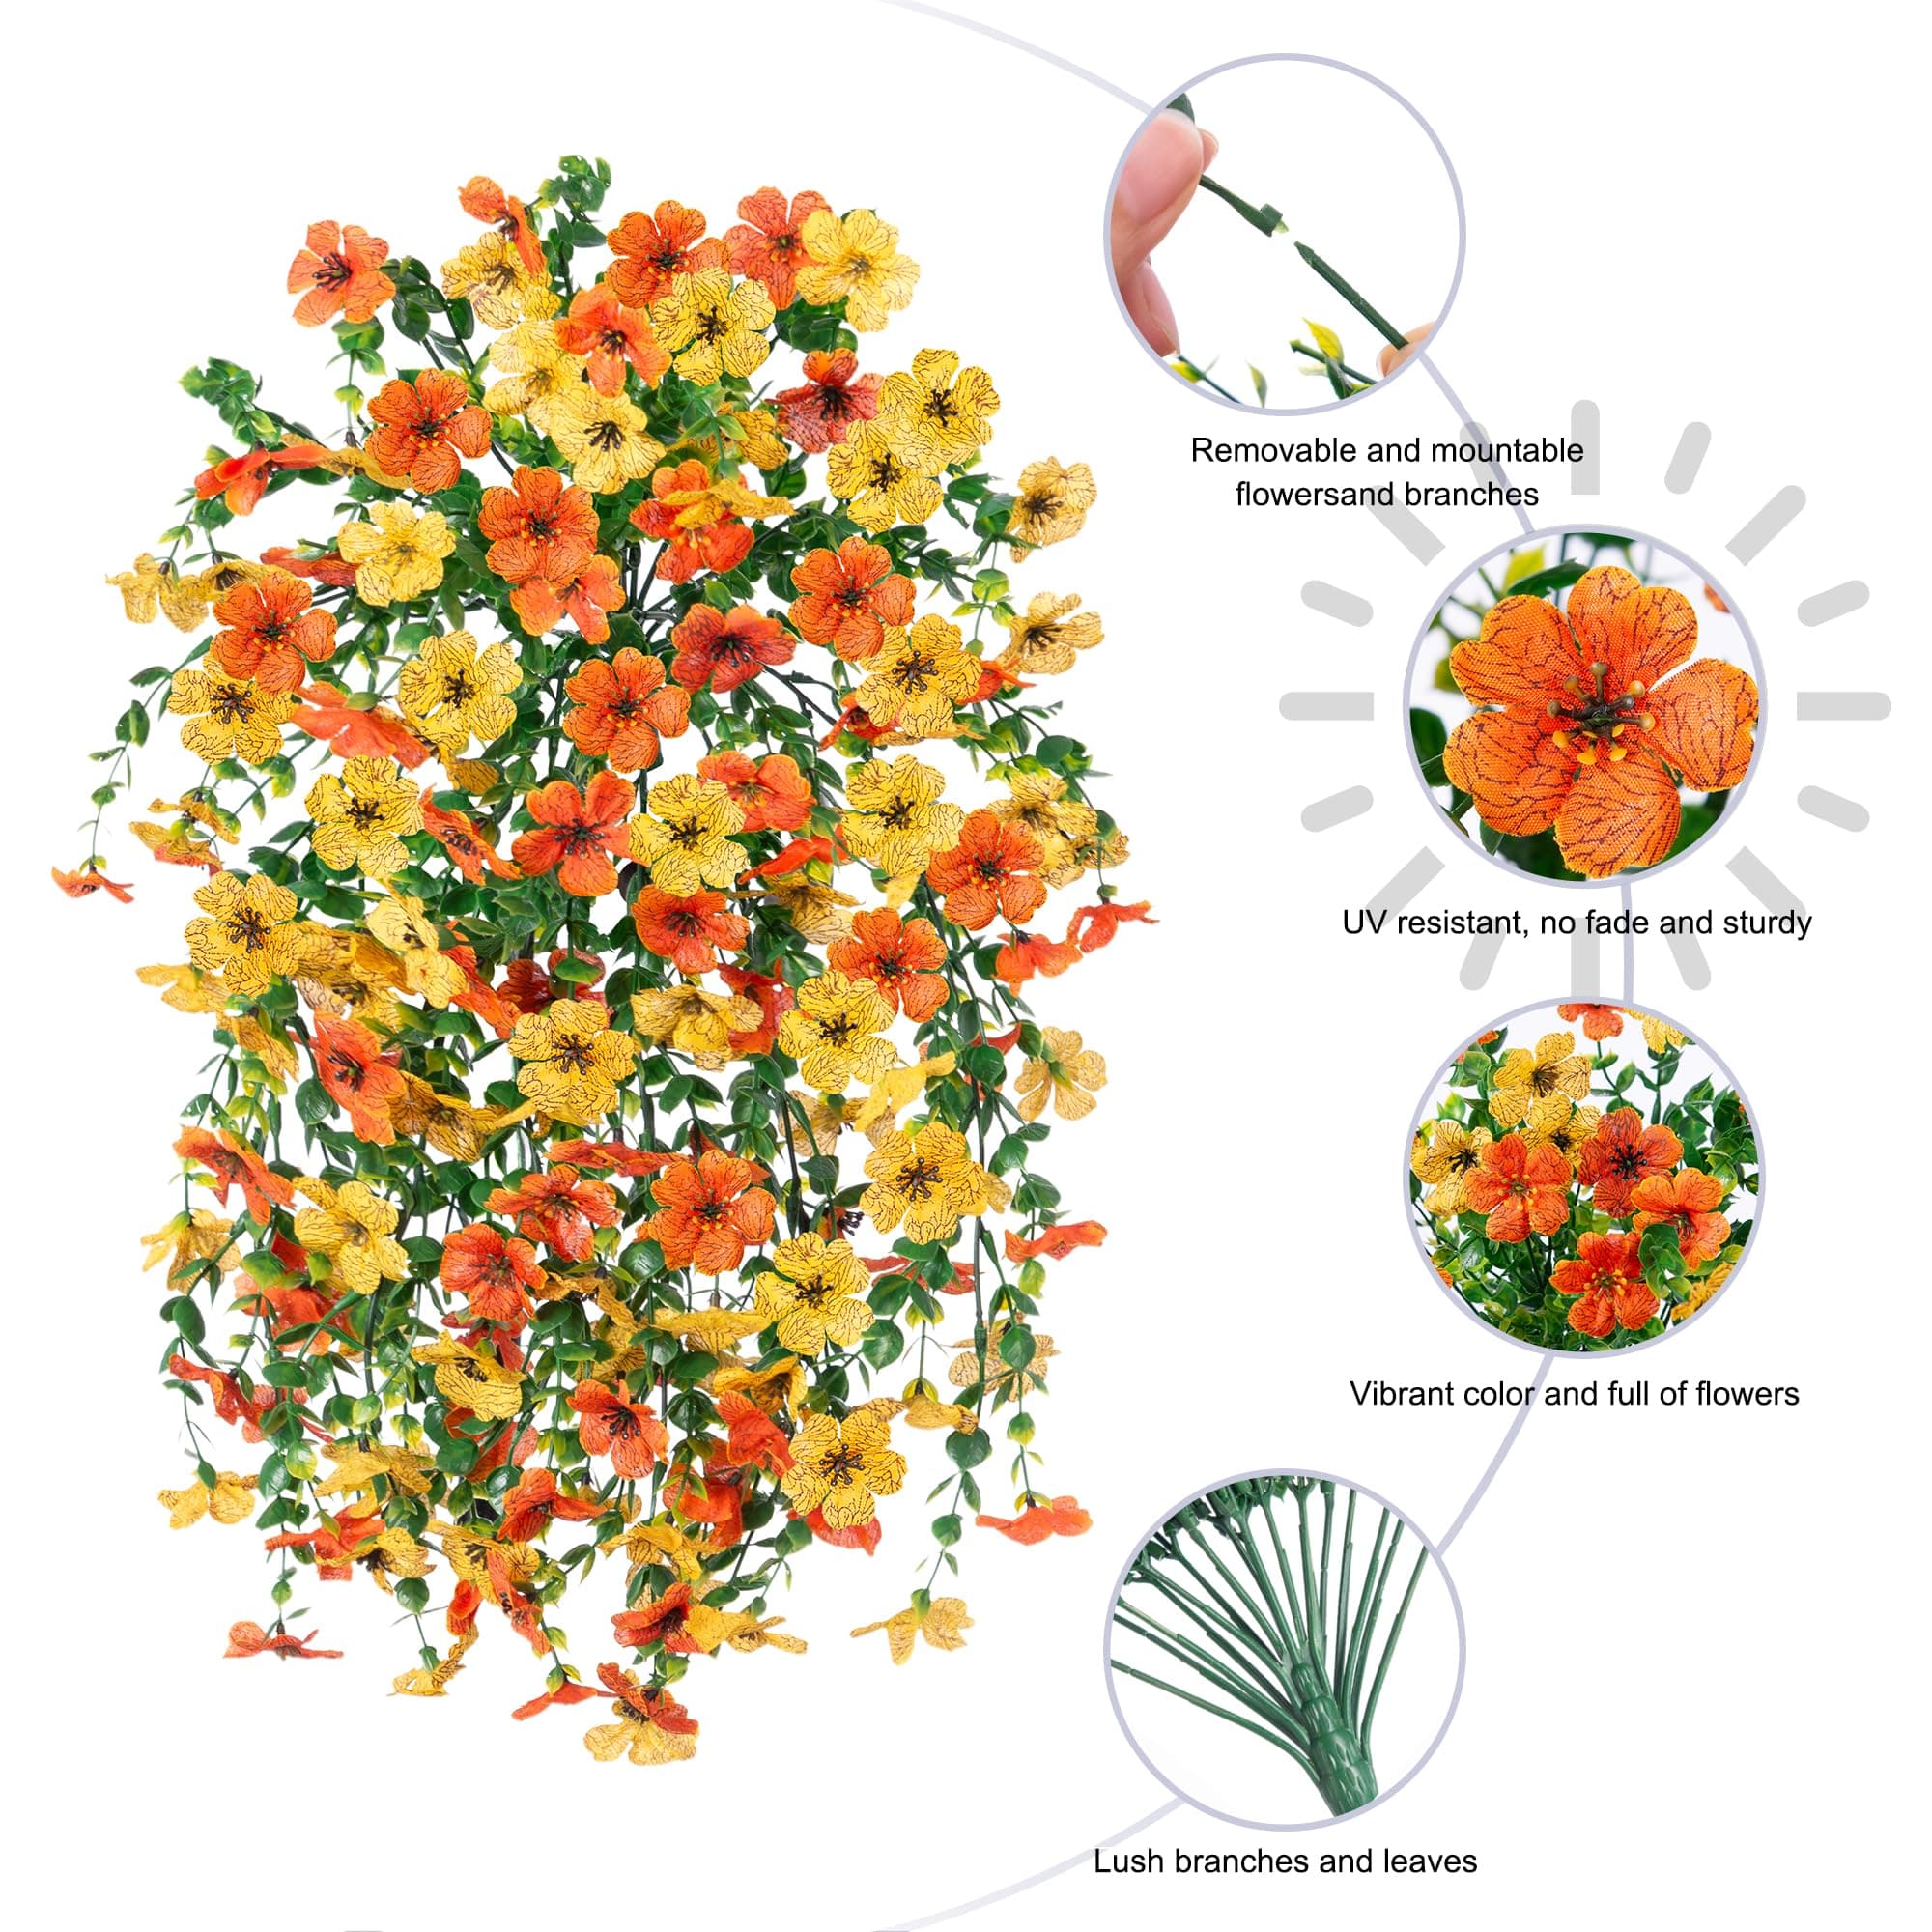 Removable and mountable
flowersand branches
UV resistant, no fade and sturdy
Vibrant color and full of flowers
Lush branches and leaves